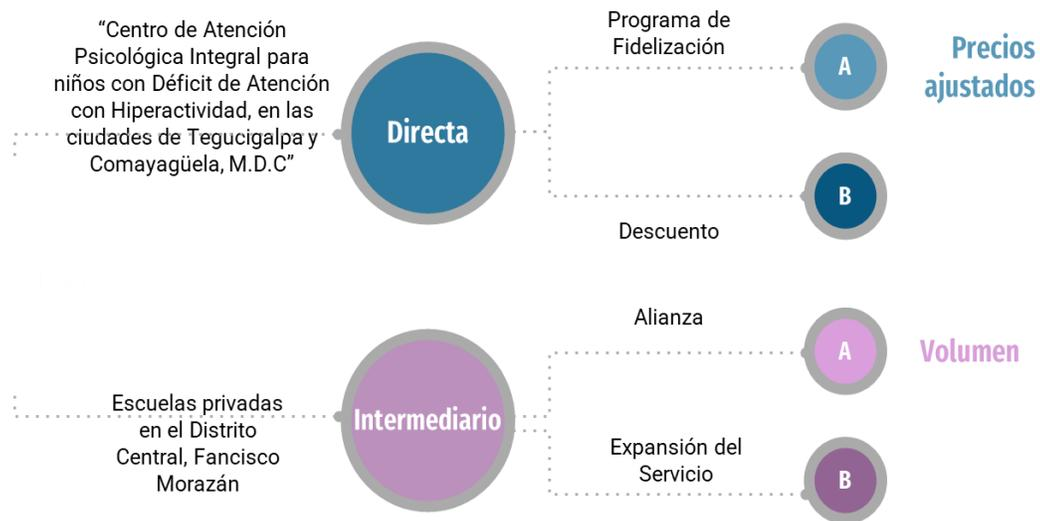 “Centro de Atención
Psicológica Integral para
niños con Déficit de Atención
con Hiperactividad, en las
ciudades de Tegucigalpa y
Comayagüela, M.D.C”
Directa
Programa de
Fidelización
A
Precios
ajustados
B
Descuento
Escuelas privadas
en el Distrito
Central, Fancisco
Morazán
Intermediario
Alianza
A
Volumen
Expansión del
Servicio
B